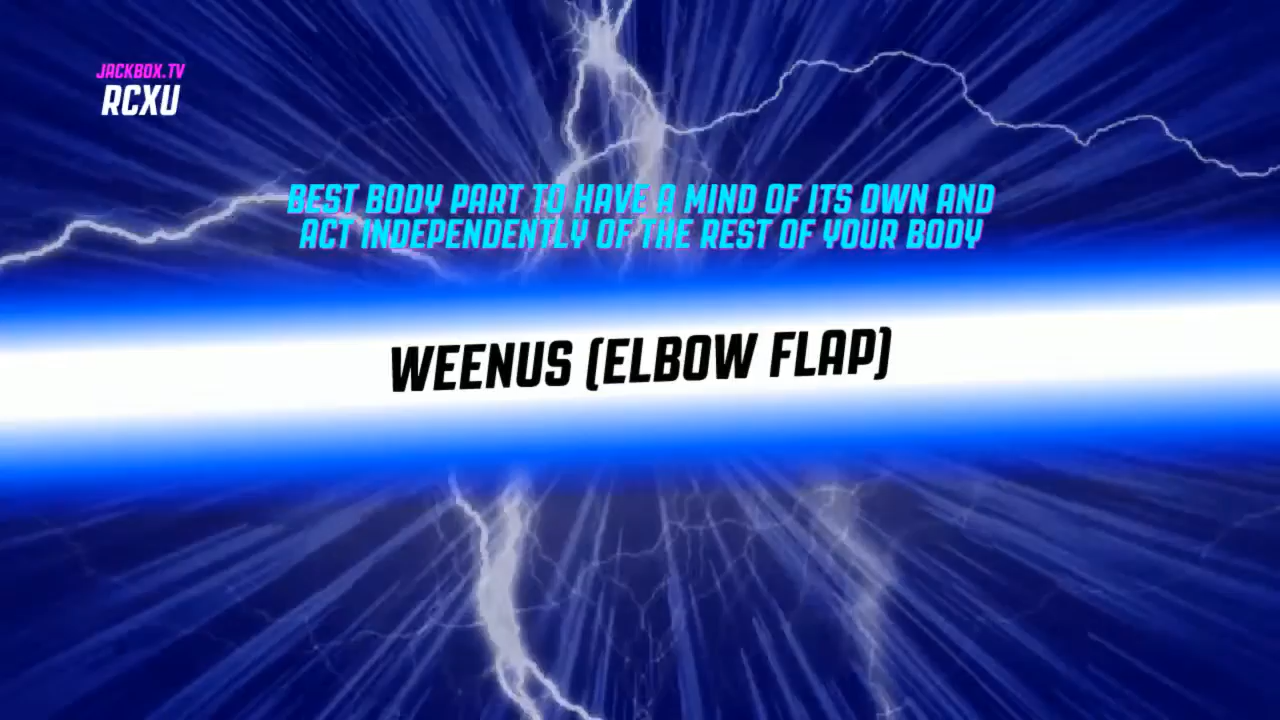 JACKBOX.TV
RCXU
BEST BODY PART TO HAVE A MIND OF ITS OWN AND
ACT INDEPENDENTLY OF THE REST OF YOUR BODY
WEENUS (ELBOW FLAP)